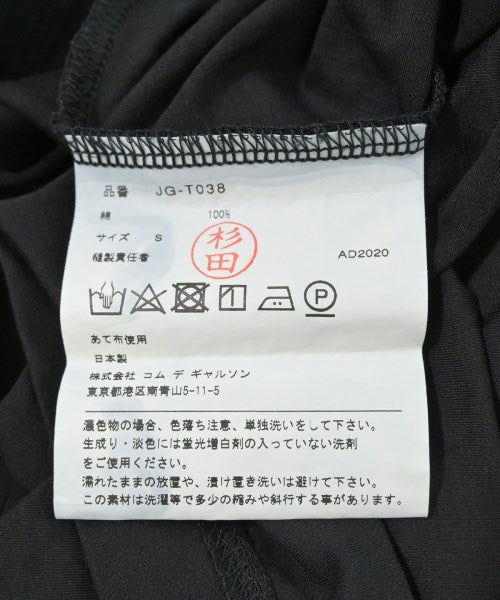 品番 JG-T038
綿 100%
サイズ S
縫製責任者 杉田 AD2020
あて布使用
日本製
株式会社 コム デ ギャルソン
東京都港区南青山5-11-5
濃色物の場合、色落ち注意、単独洗いをして下さい。
生成り・淡色には蛍光増白剤の入っていない洗剤
をご使用ください。
濡れたままの放置や、漬け置き洗いは避けて下さい。
この素材は洗濯等で多少の縮みや斜行する事があります。